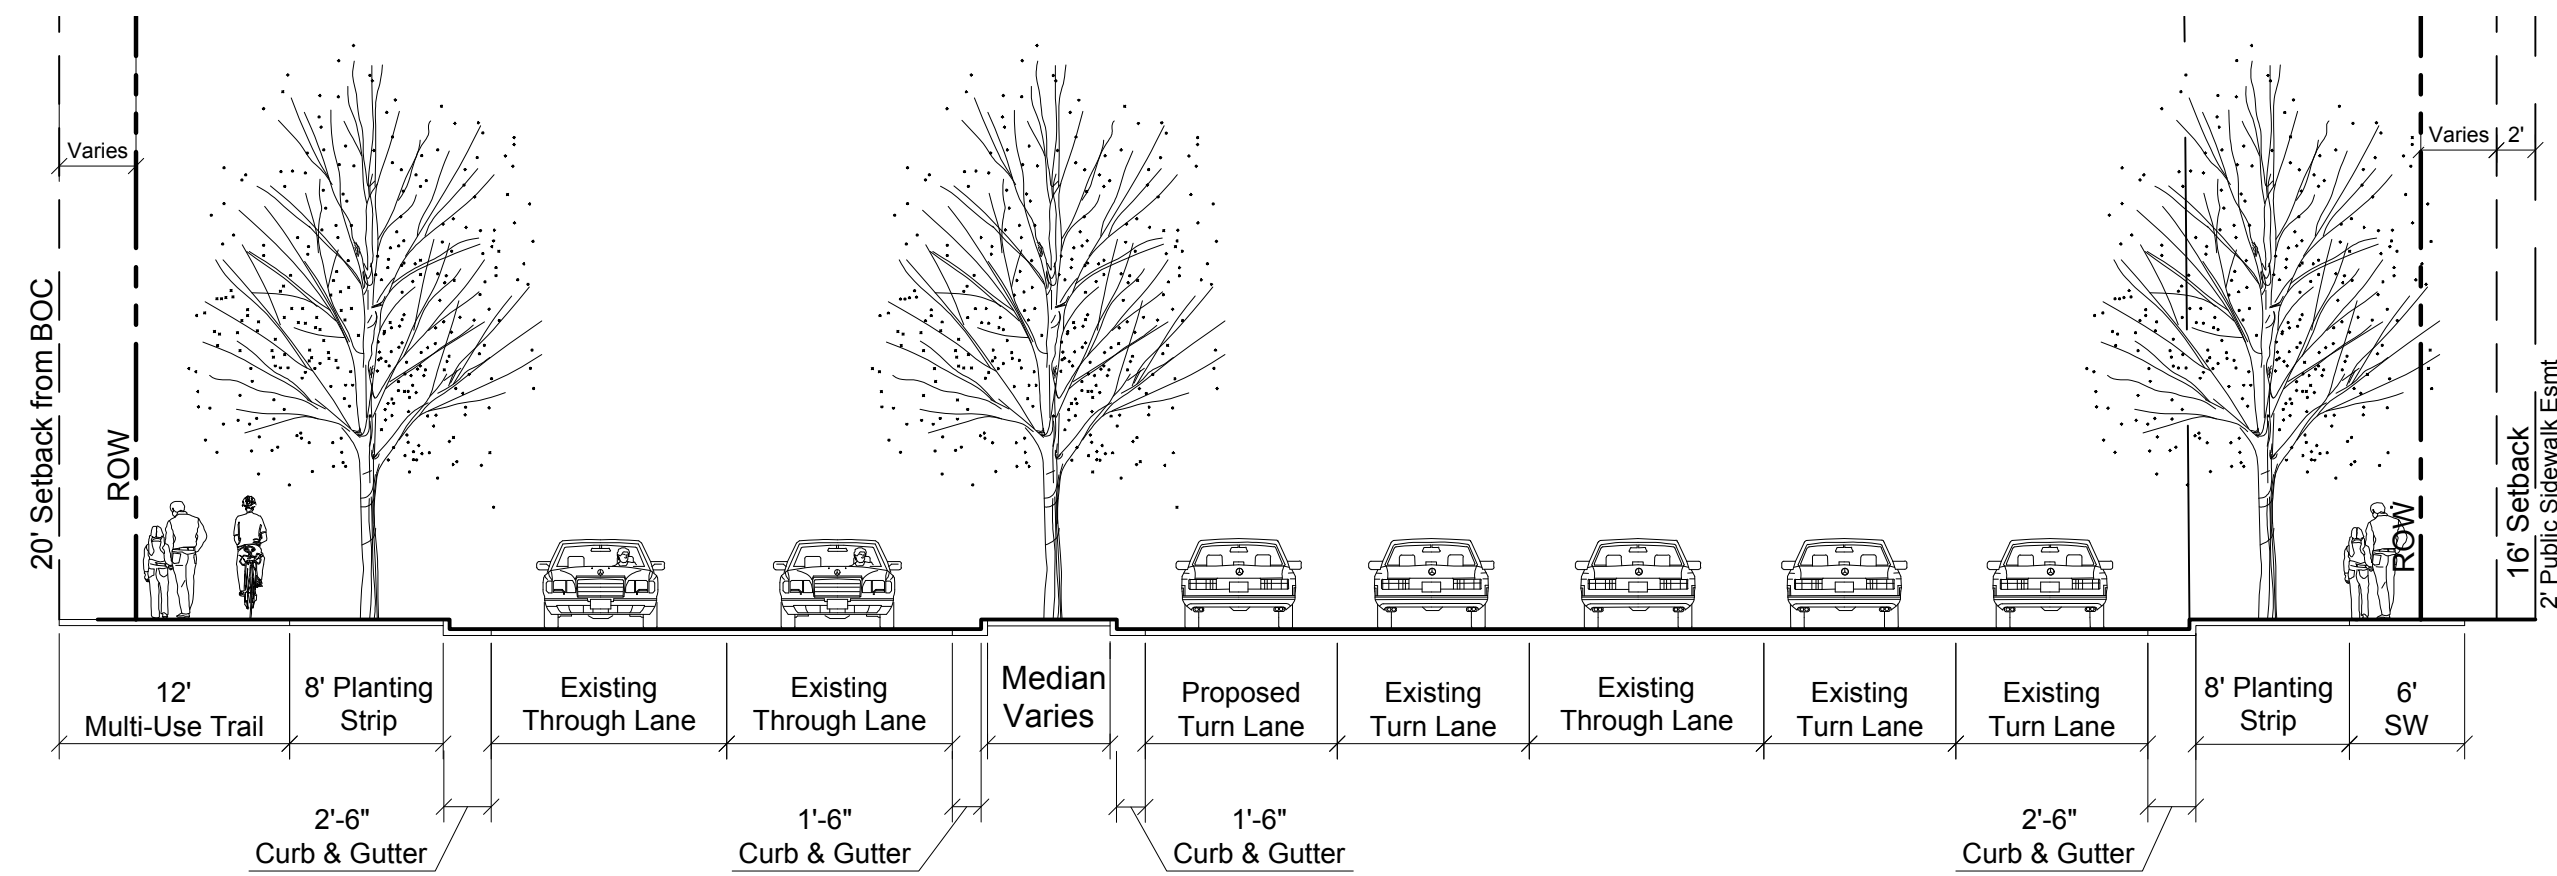 Varies
Varies
2'
20' Setback from BOC
ROW
ROW
16' Setback
2' Public Sidewalk Esmt
12'
Multi-Use Trail
8' Planting
Strip
Existing
Through Lane
Existing
Through Lane
Median
Varies
Proposed
Turn Lane
Existing
Turn Lane
Existing
Through Lane
Existing
Turn Lane
Existing
Turn Lane
8' Planting
Strip
6'
SW
2'-6"
Curb & Gutter
1'-6"
Curb & Gutter
1'-6"
Curb & Gutter
2'-6"
Curb & Gutter